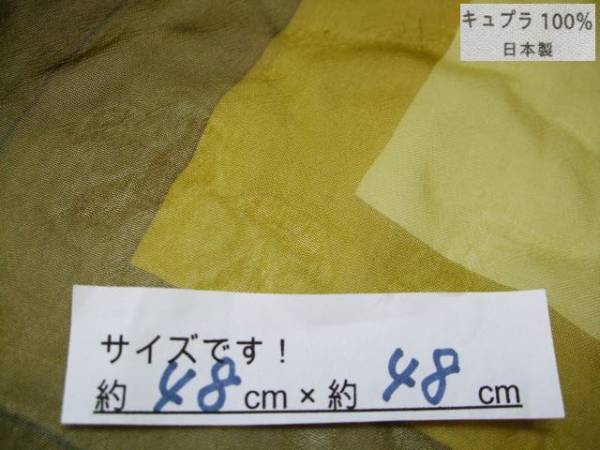 キュプラ 100%
日本製
サイズです!
約 48 cm × 約 48 cm